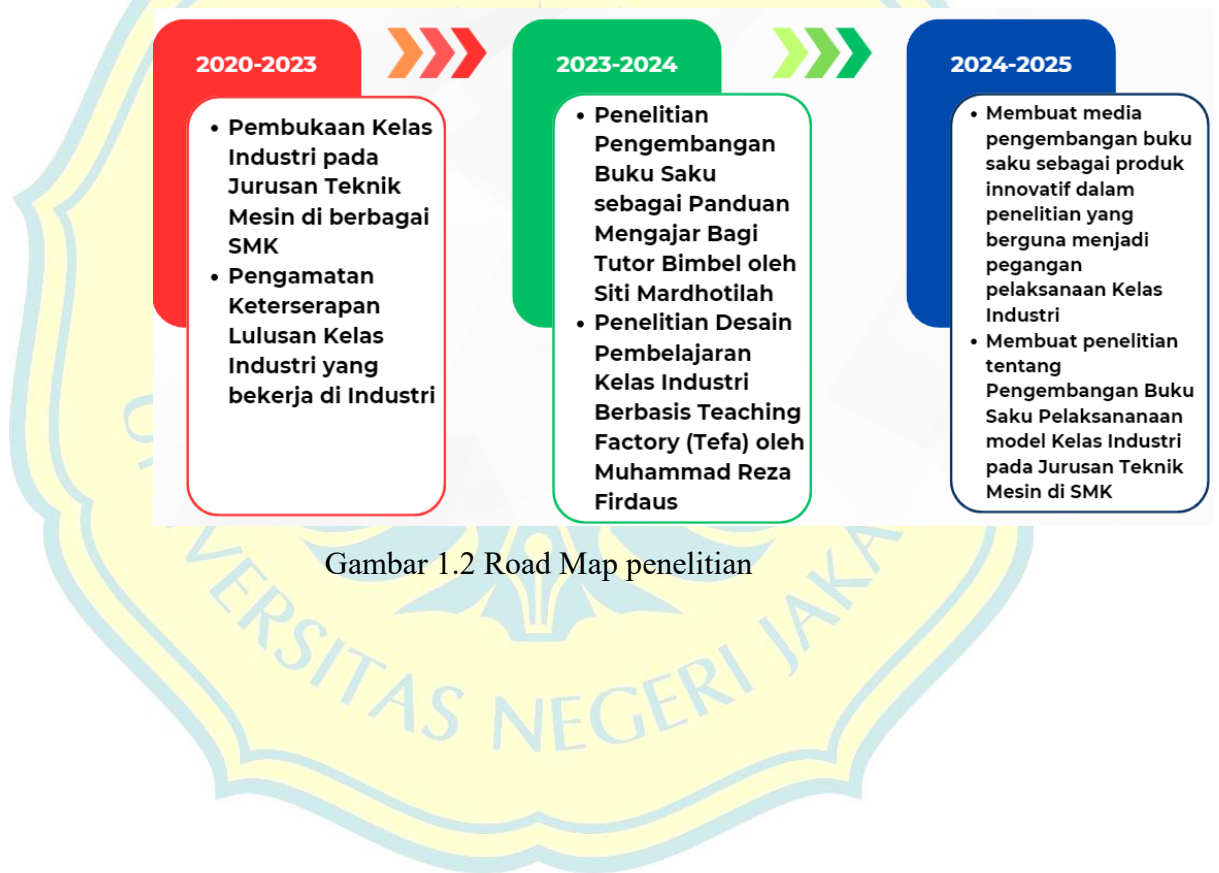 2020-2023
• Pembukaan Kelas
Industri pada
Jurusan Teknik
Mesin di berbagai
SMK
• Pengamatan
Keterserapan
Lulusan Kelas
Industri yang
bekerja di Industri
2023-2024
• Penelitian
Pengembangan
Buku Saku
sebagai Panduan
Mengajar Bagi
Tutor Bimbel oleh
Siti Mardhotilah
• Penelitian Desain
Pembelajaran
Kelas Industri
Berbasis Teaching
Factory (Tefa) oleh
Muhammad Reza
Firdaus
2024-2025
• Membuat media
pengembangan buku
saku sebagai produk
innovatif dalam
penelitian yang
berguna menjadi
pegangan
pelaksanaan Kelas
Industri
• Membuat penelitian
tentang
Pengembangan Buku
Saku Pelaksananaan
model Kelas Industri
pada Jurusan Teknik
Mesin di SMK
Gambar 1.2 Road Map penelitian
VERSITAS NEGERI JAKA